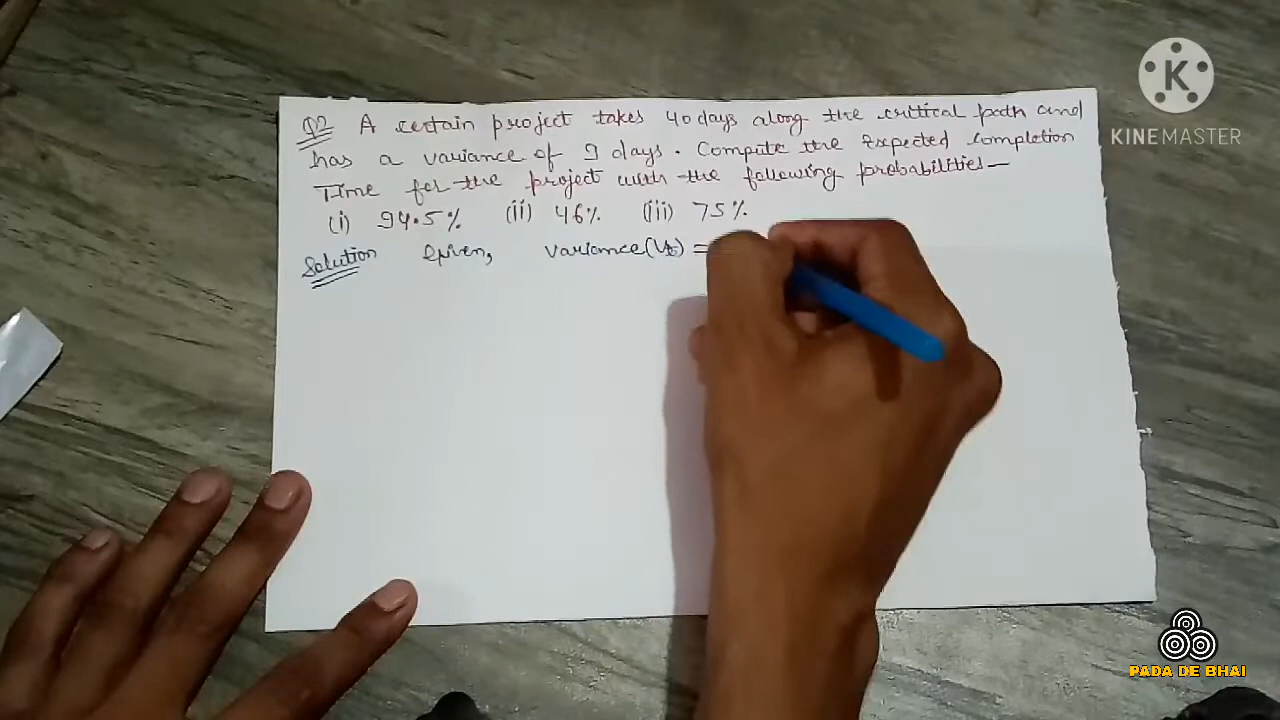 Q2 A certain project takes 40 days along the critical path and
has a variance of 9 days. Compute the Expected completion
Time for the project with the following probabilities—
(i) 94.5% (ii) 46% (iii) 75%
Solution Given, variance(Vt) =
K
KINEMASTER
PADA DE BHAI